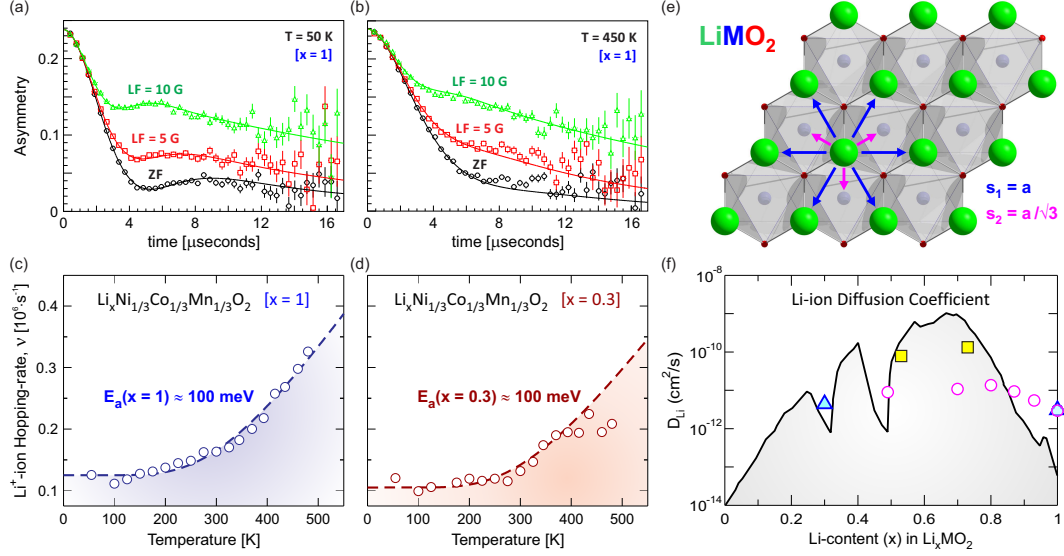 (a)
T = 50 K
[x = 1]
LF = 10 G
LF = 5 G
ZF
Asymmetry
0.2
0.1
0
0 4 8 12 16
time [μseconds]
(b)
T = 450 K
[x = 1]
LF = 10 G
LF = 5 G
ZF
0 4 8 12 16
time [μseconds]
(e)
LiMO2
s1 = a
s2 = a/√3
(c)
LixNi1/3Co1/3Mn1/3O2 [x = 1]
Ea(x = 1) ≈ 100 meV
Li+-ion Hopping-rate, ν [10⁶·s⁻¹]
0.4
0.3
0.2
0.1
0 100 200 300 400 500
Temperature [K]
(d)
LixNi1/3Co1/3Mn1/3O2 [x = 0.3]
Ea(x = 0.3) ≈ 100 meV
0 100 200 300 400 500
Temperature [K]
(f)
Li-ion Diffusion Coefficient
DLi (cm²/s)
10⁻⁸
10⁻¹⁰
10⁻¹²
10⁻¹⁴
0 0.2 0.4 0.6 0.8 1
Li-content (x) in LixMO2